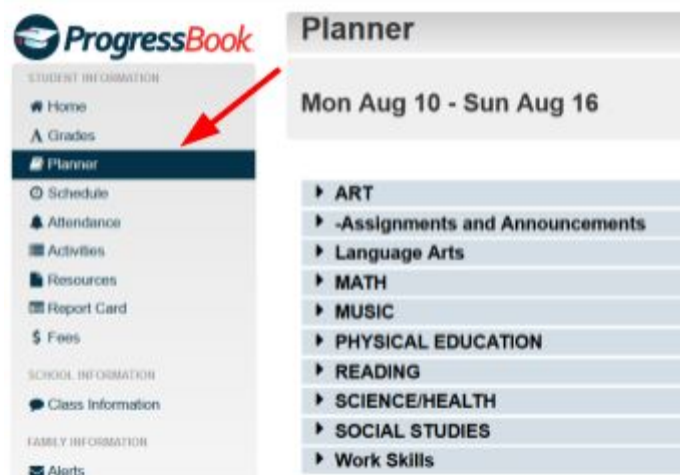 ProgressBook
STUDENT INFORMATION
Home
Grades
Planner
Schedule
Attendance
Activities
Resources
Report Card
$ Fees
SCHOOL INFORMATION
Class Information
FAMILY INFORMATION
Alerts
Planner
Mon Aug 10 - Sun Aug 16
ART
-Assignments and Announcements
Language Arts
MATH
MUSIC
PHYSICAL EDUCATION
READING
SCIENCE/HEALTH
SOCIAL STUDIES
Work Skills